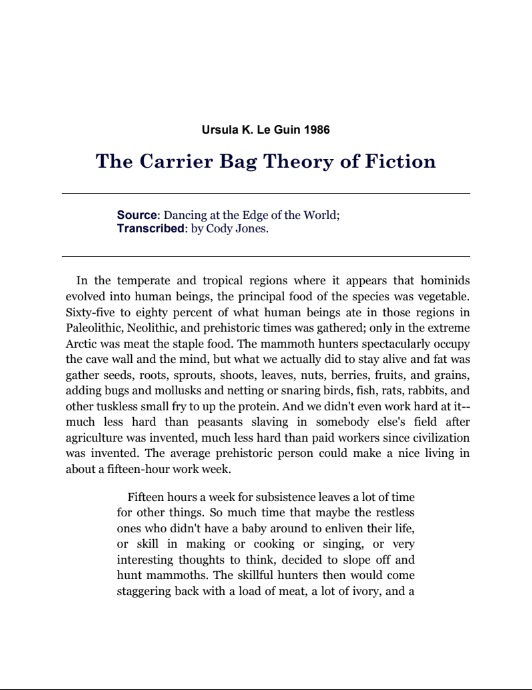 Ursula K. Le Guin 1986
The Carrier Bag Theory of Fiction
Source: Dancing at the Edge of the World;
Transcribed: by Cody Jones.
In the temperate and tropical regions where it appears that hominids
evolved into human beings, the principal food of the species was vegetable.
Sixty-five to eighty percent of what human beings ate in those regions in
Paleolithic, Neolithic, and prehistoric times was gathered; only in the extreme
Arctic was meat the staple food. The mammoth hunters spectacularly occupy
the cave wall and the mind, but what we actually did to stay alive and fat was
gather seeds, roots, sprouts, shoots, leaves, nuts, berries, fruits, and grains,
adding bugs and mollusks and netting or snaring birds, fish, rats, rabbits, and
other tuskless small fry to up the protein. And we didn't even work hard at it--
much less hard than peasants slaving in somebody else's field after
agriculture was invented, much less hard than paid workers since civilization
was invented. The average prehistoric person could make a nice living in
about a fifteen-hour work week.
Fifteen hours a week for subsistence leaves a lot of time
for other things. So much time that maybe the restless
ones who didn't have a baby around to enliven their life,
or skill in making or cooking or singing, or very
interesting thoughts to think, decided to slope off and
hunt mammoths. The skillful hunters then would come
staggering back with a load of meat, a lot of ivory, and a